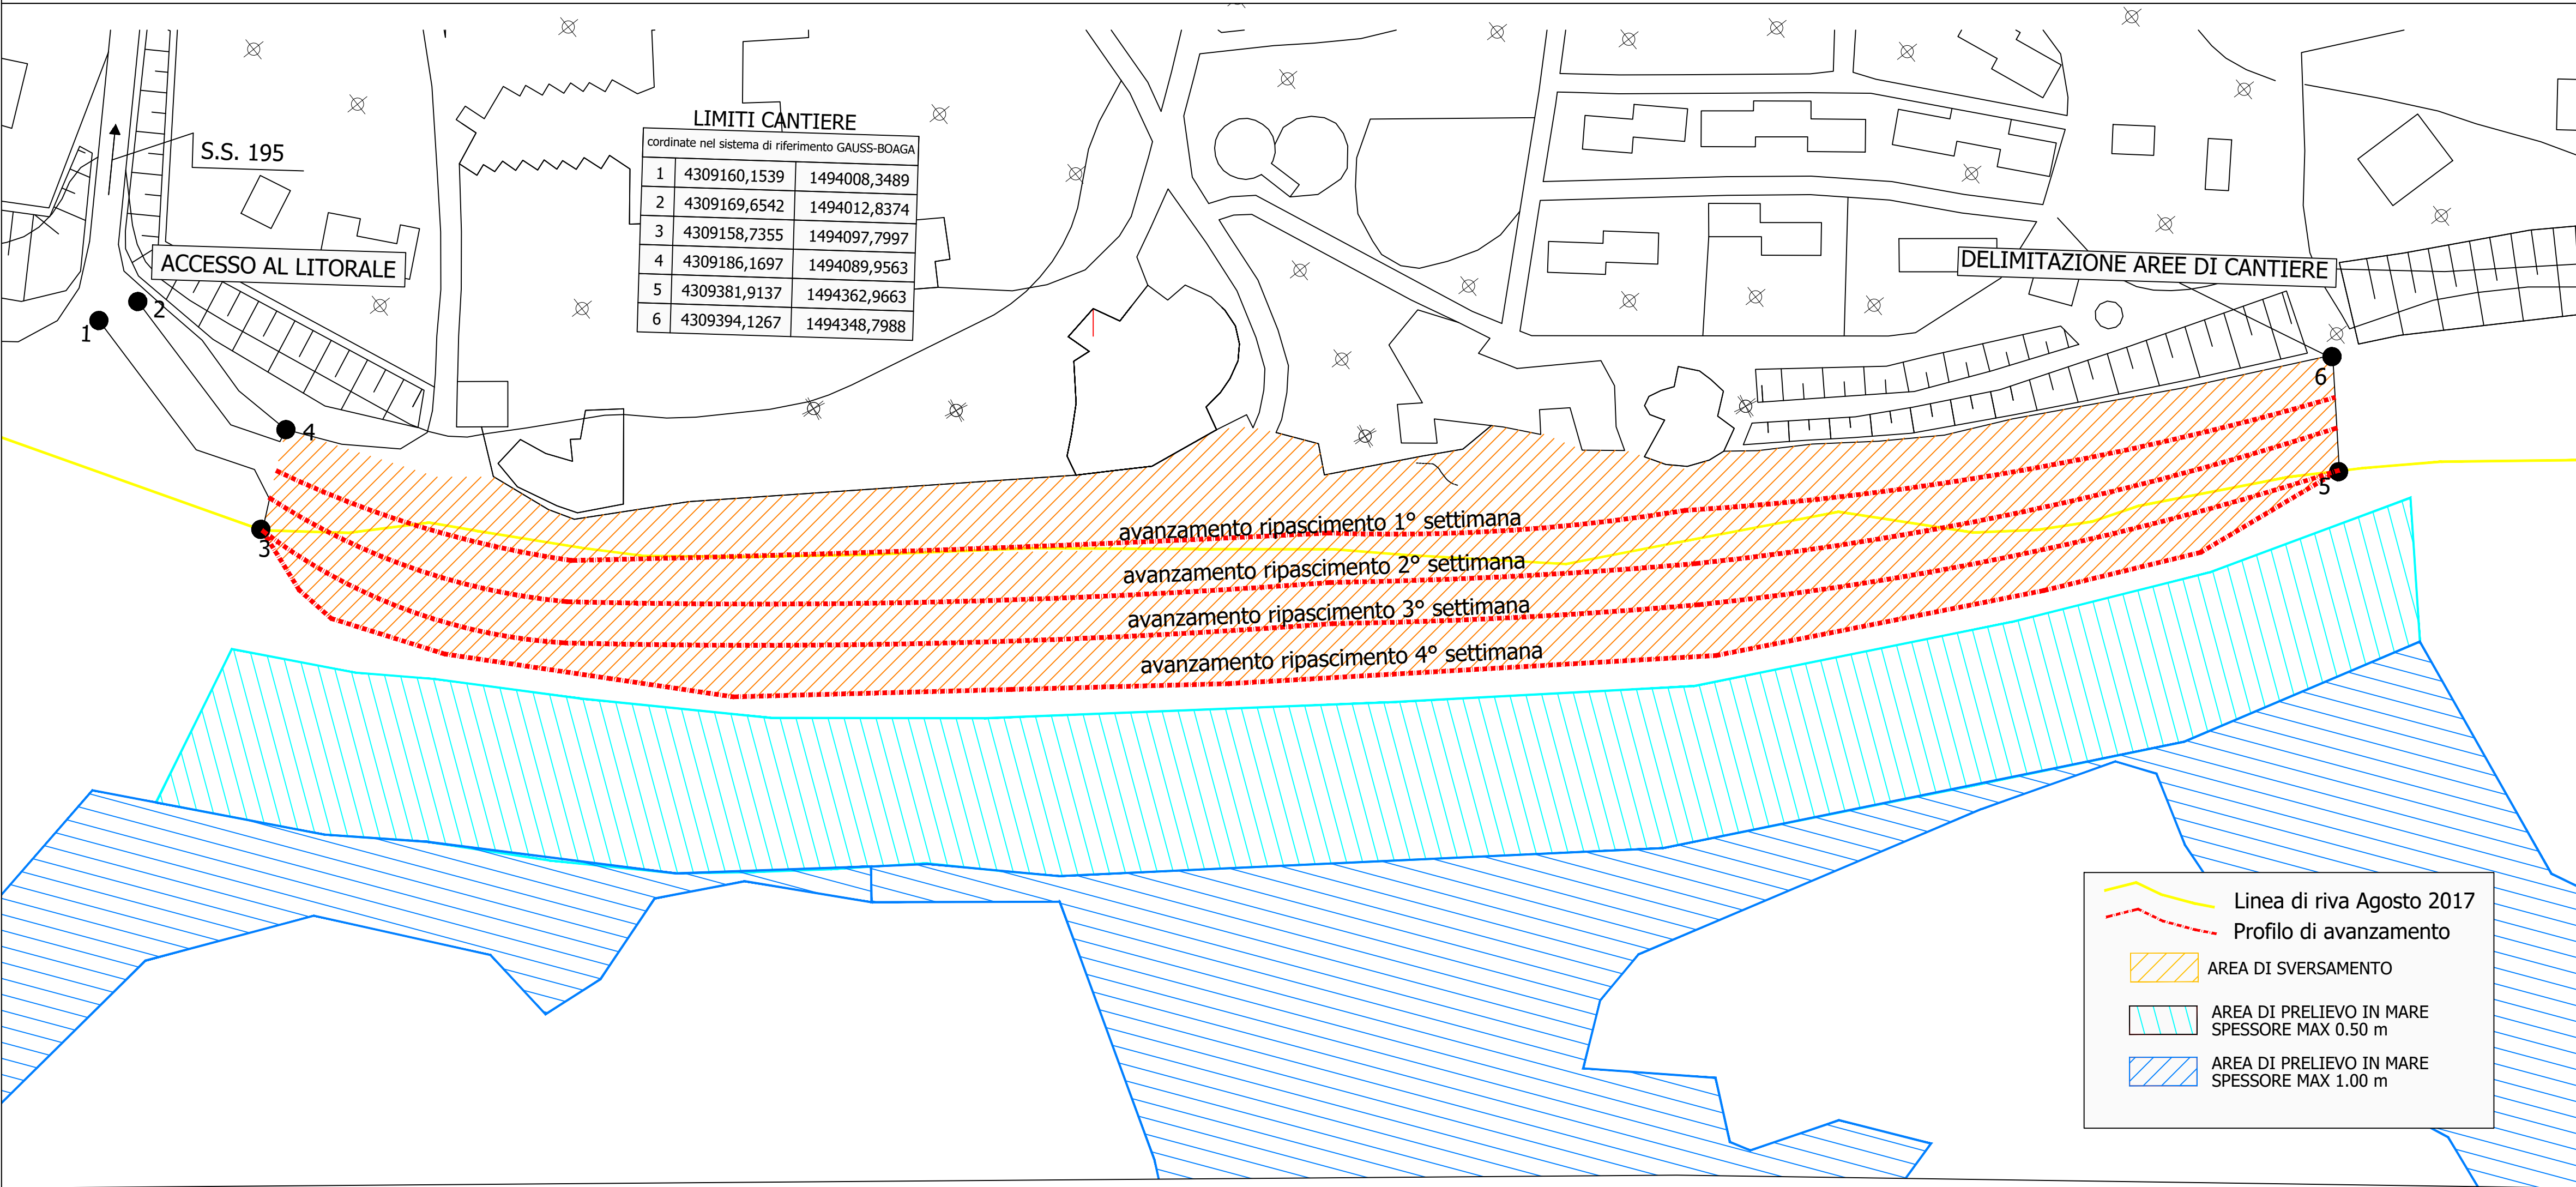 S.S. 195
ACCESSO AL LITORALE
1
2
3
4
LIMITI CANTIERE
cordinate nel sistema di riferimento GAUSS-BOAGA
1 4309160,1539 1494008,3489
2 4309169,6542 1494012,8374
3 4309158,7355 1494097,7997
4 4309186,1697 1494089,9563
5 4309381,9137 1494362,9663
6 4309394,1267 1494348,7988
DELIMITAZIONE AREE DI CANTIERE
6
5
avanzamento ripascimento 1° settimana
avanzamento ripascimento 2° settimana
avanzamento ripascimento 3° settimana
avanzamento ripascimento 4° settimana
Linea di riva Agosto 2017
Profilo di avanzamento
AREA DI SVERSAMENTO
AREA DI PRELIEVO IN MARE
SPESSORE MAX 0.50 m
AREA DI PRELIEVO IN MARE
SPESSORE MAX 1.00 m